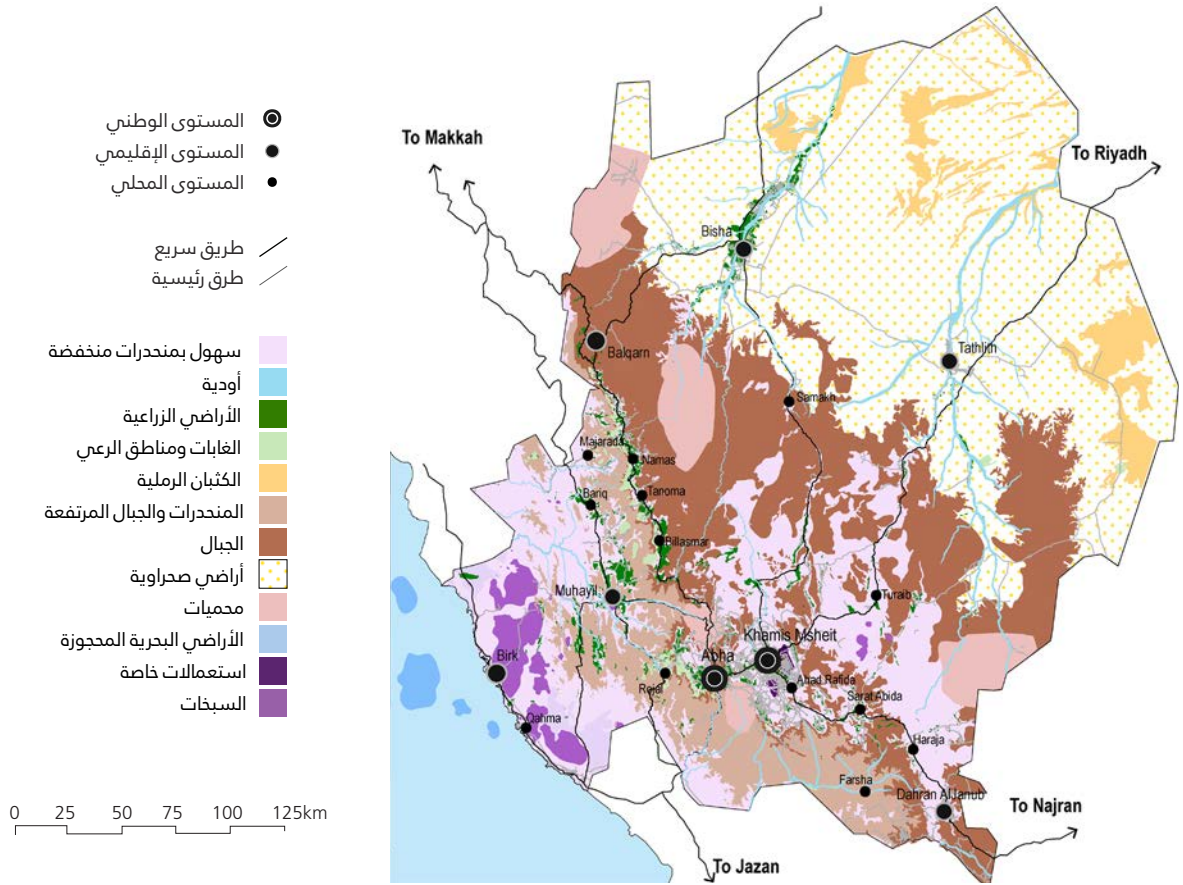 المستوى الوطني
المستوى الإقليمي
المستوى المحلي
طريق سريع
طرق رئيسية
سهول بمنحدرات منخفضة
أودية
الأراضي الزراعية
الغابات ومناطق الرعي
الكثبان الرملية
المنحدرات والجبال المرتفعة
الجبال
أراضي صحراوية
محميات
الأراضي البحرية المحجوزة
استعمالات خاصة
السبخات
0 25 50 75 100 125km
To Makkah
To Riyadh
Bisha
Balqarn
Tathlith
Samakh
Majarada
Namas
Bariq
Tanoma
Billasmar
Muhayil
Turaib
Khamis Msheit
Abha
Birk
Rejal
Ahad Rafida
Sarat Abida
Qahma
Haraja
Farsha
Dahran AlJanub
To Najran
To Jazan